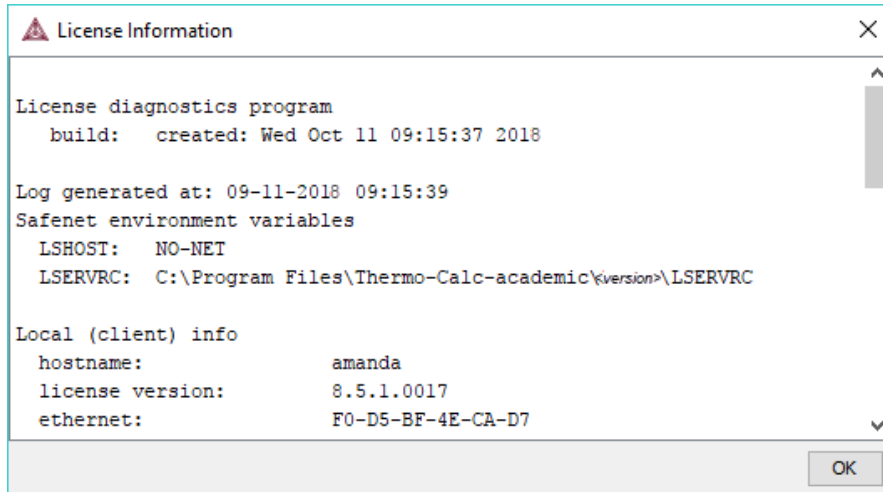 License Information
License diagnostics program
build: created: Wed Oct 11 09:15:37 2018
Log generated at: 09-11-2018 09:15:39
Safenet environment variables
LSHOST: NO-NET
LSERVRC: C:\Program Files\Thermo-Calc-academic\<version>\LSERVRC
Local (client) info
hostname: amanda
license version: 8.5.1.0017
ethernet: F0-D5-BF-4E-CA-D7
OK